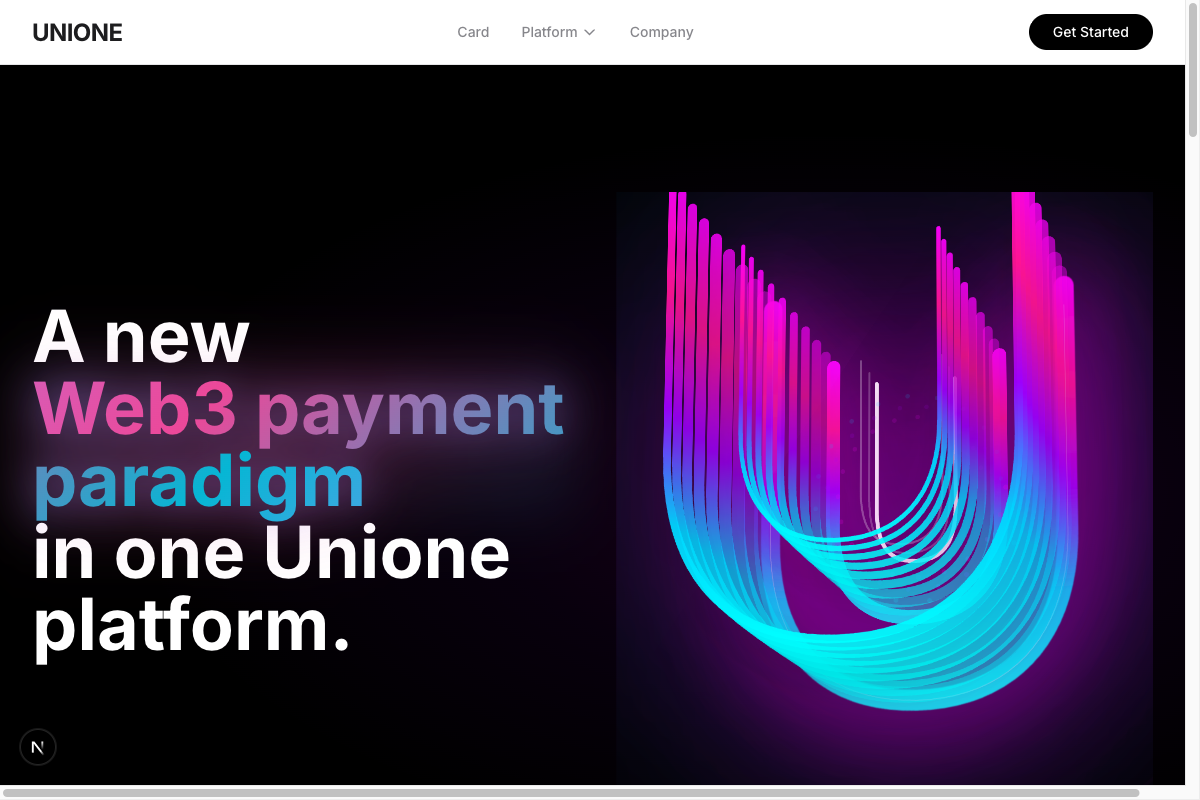 UNIONE
Card
Platform
Company
Get Started
A new
Web3 payment
paradigm
in one Unione
platform.
N